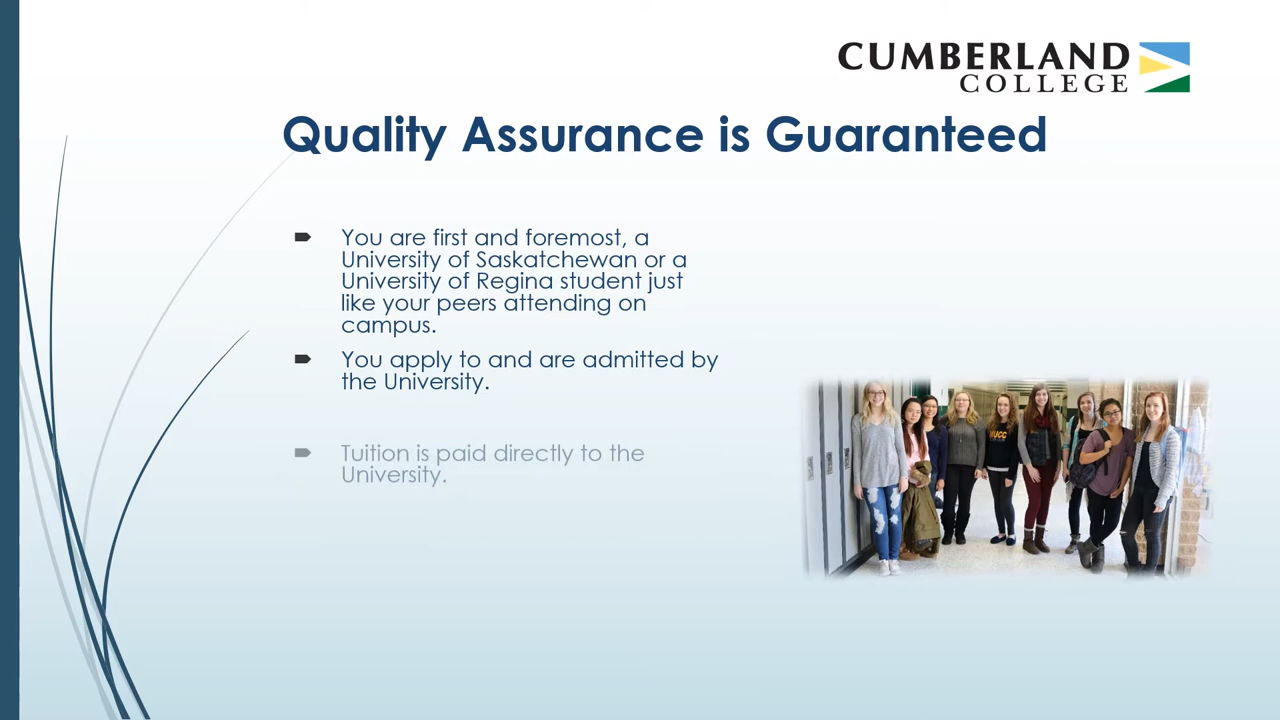 CUMBERLAND
COLLEGE
Quality Assurance is Guaranteed
You are first and foremost, a
University of Saskatchewan or a
University of Regina student just
like your peers attending on
campus.
You apply to and are admitted by
the University.
Tuition is paid directly to the
University.